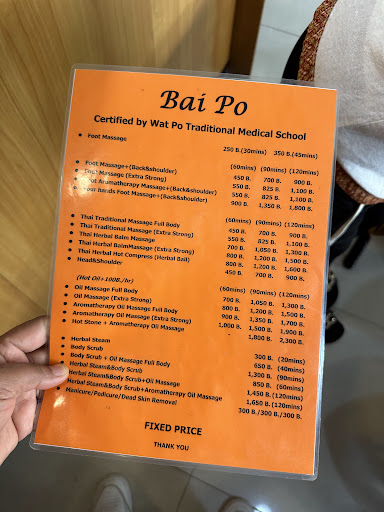 Bai Po
Certified by Wat Po Traditional Medical School
• Foot Massage 250 B.(30mins) 350 B.(45mins)
(60mins) (90mins) (120mins)
• Foot Massage+(Back&shoulder) 450 B. 700 B. 900 B.
• Foot Massage (Extra Strong) 550 B. 825 B. 1,100 B.
• Foot Aromatherapy Massage+(Back&shoulder) 550 B. 825 B. 1,100 B.
• Four hands Foot Massage+(Back&shoulder) 900 B. 1,350 B. 1,800 B.
(60mins) (90mins) (120mins)
• Thai Traditional Massage Full Body 450 B. 700 B. 900 B.
• Thai Traditional Massage (Extra Strong) 550 B. 825 B. 1,100 B.
• Thai Herbal Balm Massage 700 B. 1,050 B. 1,300 B.
• Thai Herbal BalmMassage (Extra Strong) 800 B. 1,200 B. 1,500 B.
• Thai Herbal Hot Compress (Herbal Ball) 800 B. 1,200 B. 1,600 B.
• Head&Shoulder 450 B. 700 B. 900 B.
(Hot Oil+100B./hr) (60mins) (90mins) (120mins)
• Oil Massage Full Body 700 B. 1,050 B. 1,300 B.
• Oil Massage (Extra Strong) 800 B. 1,200 B. 1,500 B.
• Aromatherapy Oil Massage Full Body 900 B. 1,350 B. 1,700 B.
• Aromatherapy Oil Massage (Extra Strong) 1,000 B. 1,500 B. 1,900 B.
• Hot Stone + Aromatherapy Oil Massage - 1,800 B. 2,300 B.
• Herbal Steam 300 B. (20mins)
• Body Scrub 650 B. (40mins)
• Body Scrub + Oil Massage Full Body 1,300 B. (90mins)
• Herbal Steam&Body Scrub 850 B. (60mins)
Herbal Steam&Body Scrub+Oil Massage 1,450 B. (120mins)
Herbal Steam&Body Scrub+Aromatherapy Oil Massage 1,650 B. (120mins)
Manicure/Pedicure/Dead Skin Removal 300 B./300 B./300 B.
FIXED PRICE
THANK YOU